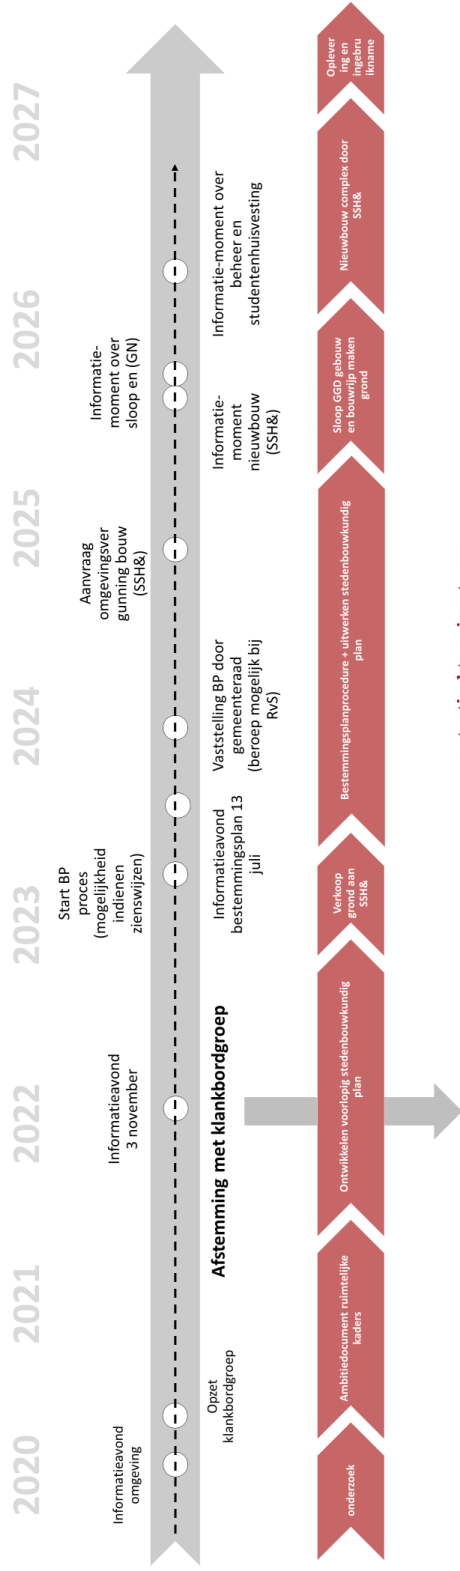 2020
2021
2022
2023
2024
2025
2026
2027
Informatieavond
omgeving
Informatieavond
3 november
Start BP
proces
(mogelijkheid
indienen
zienswijzen)
Aanvraag
omgevingsver
gunning bouw
(SSH&)
Informatie-
moment over
sloop en (GN)
Opzet
klankbordgroep
Afstemming met klankbordgroep
Informatieavond
bestemmingsplan 13
juli
Vaststelling BP door
gemeenteraad
(beroep mogelijk bij
RvS)
Informatie-
moment
nieuwbouw
(SSH&)
Informatie-moment over
beheer en
studentenhuisvesting
onderzoek
Ambitiedocument ruimtelijke
kaders
Ontwikkelen voorlopig stedenbouwkundig
plan
Verkoop
grond aan
SSH&
Bestemmingsplanprocedure + uitwerken stedenbouwkundig
plan
Sloop GGD gebouw
en bouwrijp maken
grond
Nieuwbouw complex door
SSH&
Oplever
ing en
ingebru
ikname